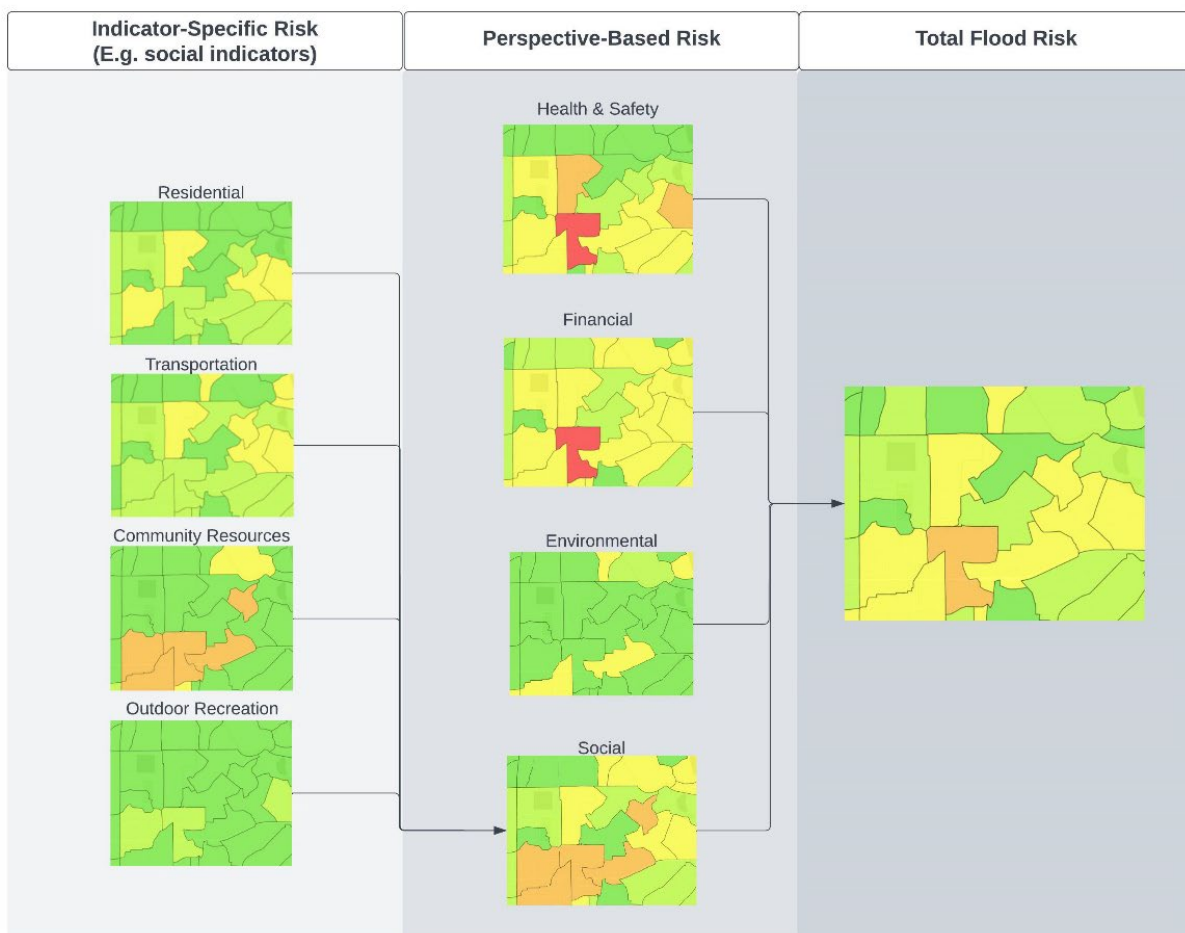 Indicator-Specific Risk
(E.g. social indicators)
Perspective-Based Risk
Total Flood Risk
Residential
Transportation
Community Resources
Outdoor Recreation
Health & Safety
Financial
Environmental
Social